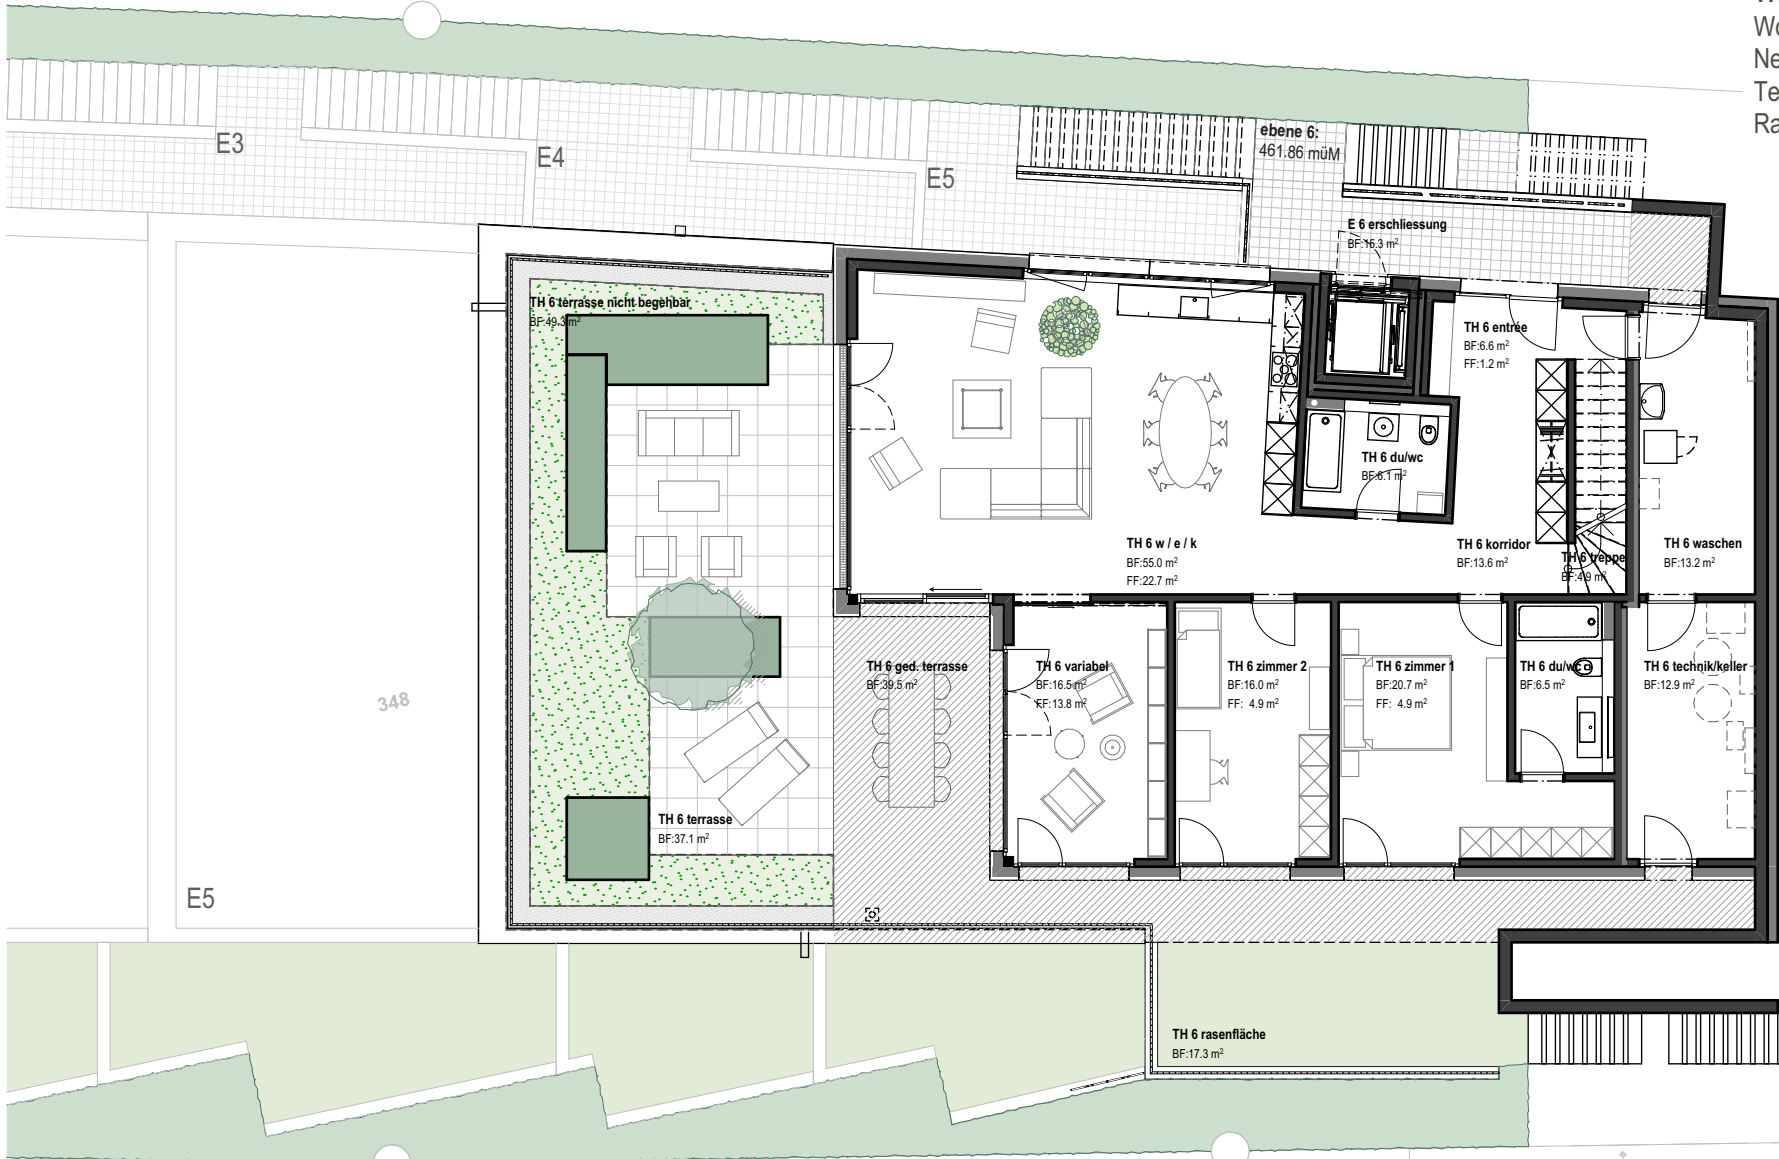 Wo
Ne
Te
Ra
E3
E4
E5
ebene 6:
461.86 müM
E 6 erschliessung
BF:15.3 m²
TH 6 terrasse nicht begehbar
BF:49.3 m²
TH 6 entrée
BF:6.6 m²
FF:1.2 m²
TH 6 du/wc
BF:6.1 m²
TH 6 w / e / k
BF:55.0 m²
FF:22.7 m²
TH 6 korridor
BF:13.6 m²
TH 6 treppe
BF:4.9 m²
TH 6 waschen
BF:13.2 m²
TH 6 ged. terrasse
BF:39.5 m²
TH 6 variabel
BF:16.5 m²
FF:13.8 m²
TH 6 zimmer 2
BF:16.0 m²
FF: 4.9 m²
TH 6 zimmer 1
BF:20.7 m²
FF: 4.9 m²
TH 6 du/wc
BF:6.5 m²
TH 6 technik/keller
BF:12.9 m²
348
TH 6 terrasse
BF:37.1 m²
E5
TH 6 rasenfläche
BF:17.3 m²